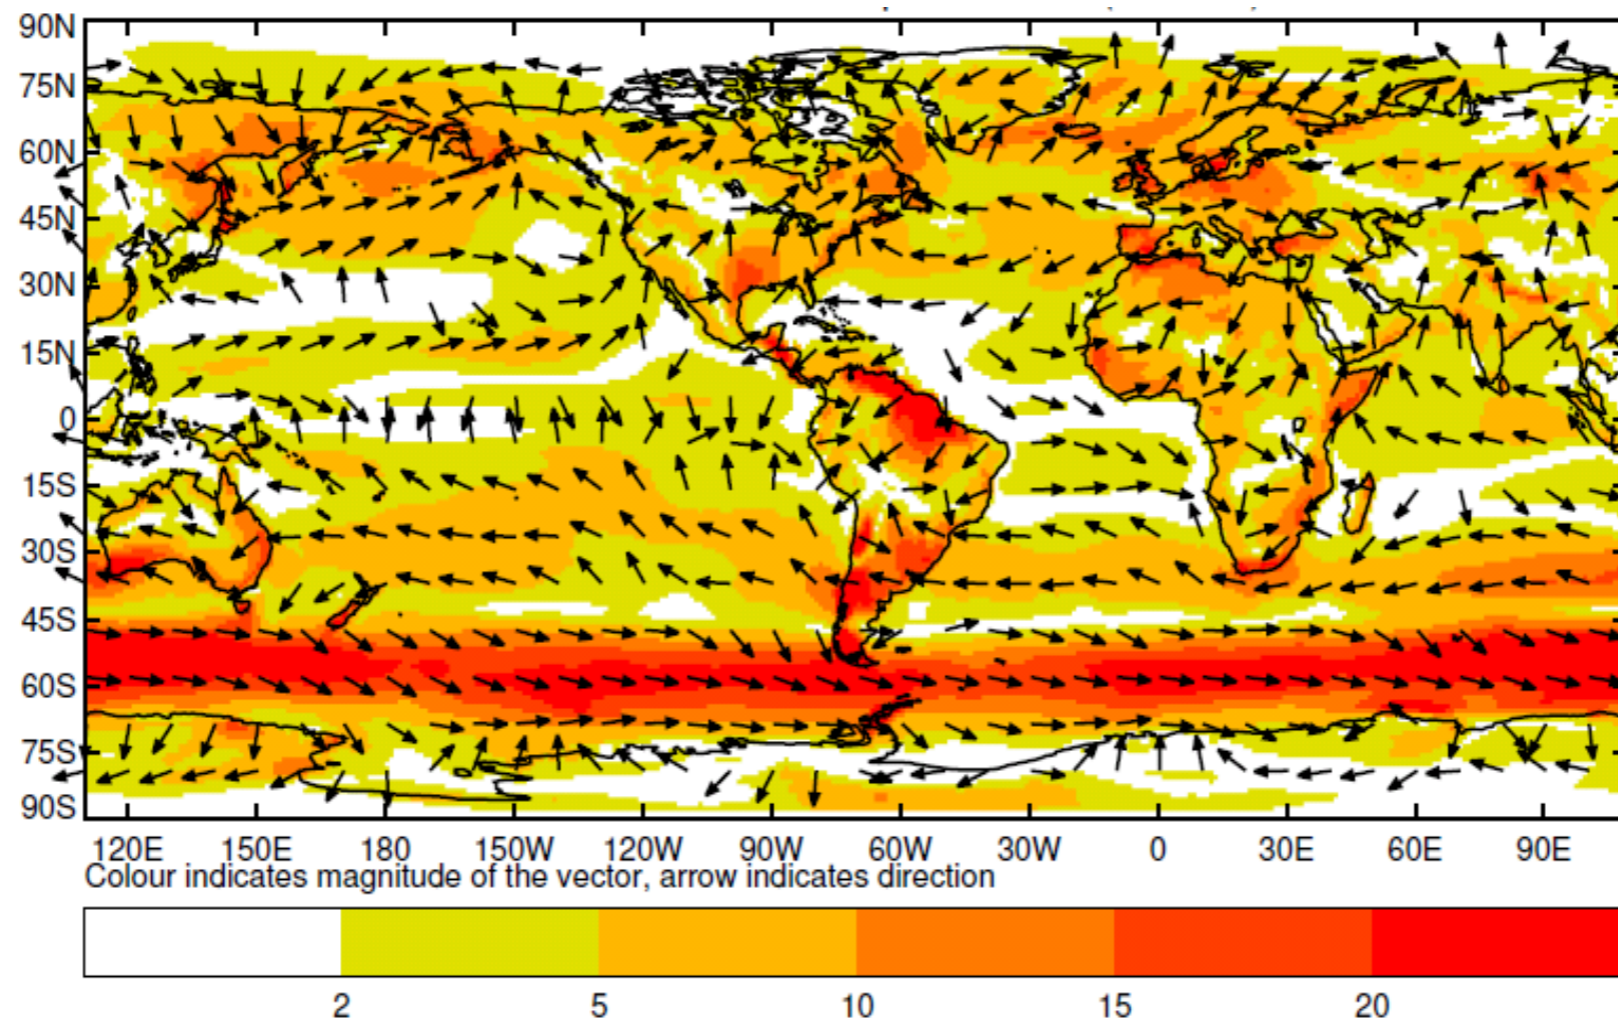 90N
75N
60N
45N
30N
15N
0
15S
30S
45S
60S
75S
90S
120E 150E 180 150W 120W 90W 60W 30W 0 30E 60E 90E
Colour indicates magnitude of the vector, arrow indicates direction
2 5 10 15 20